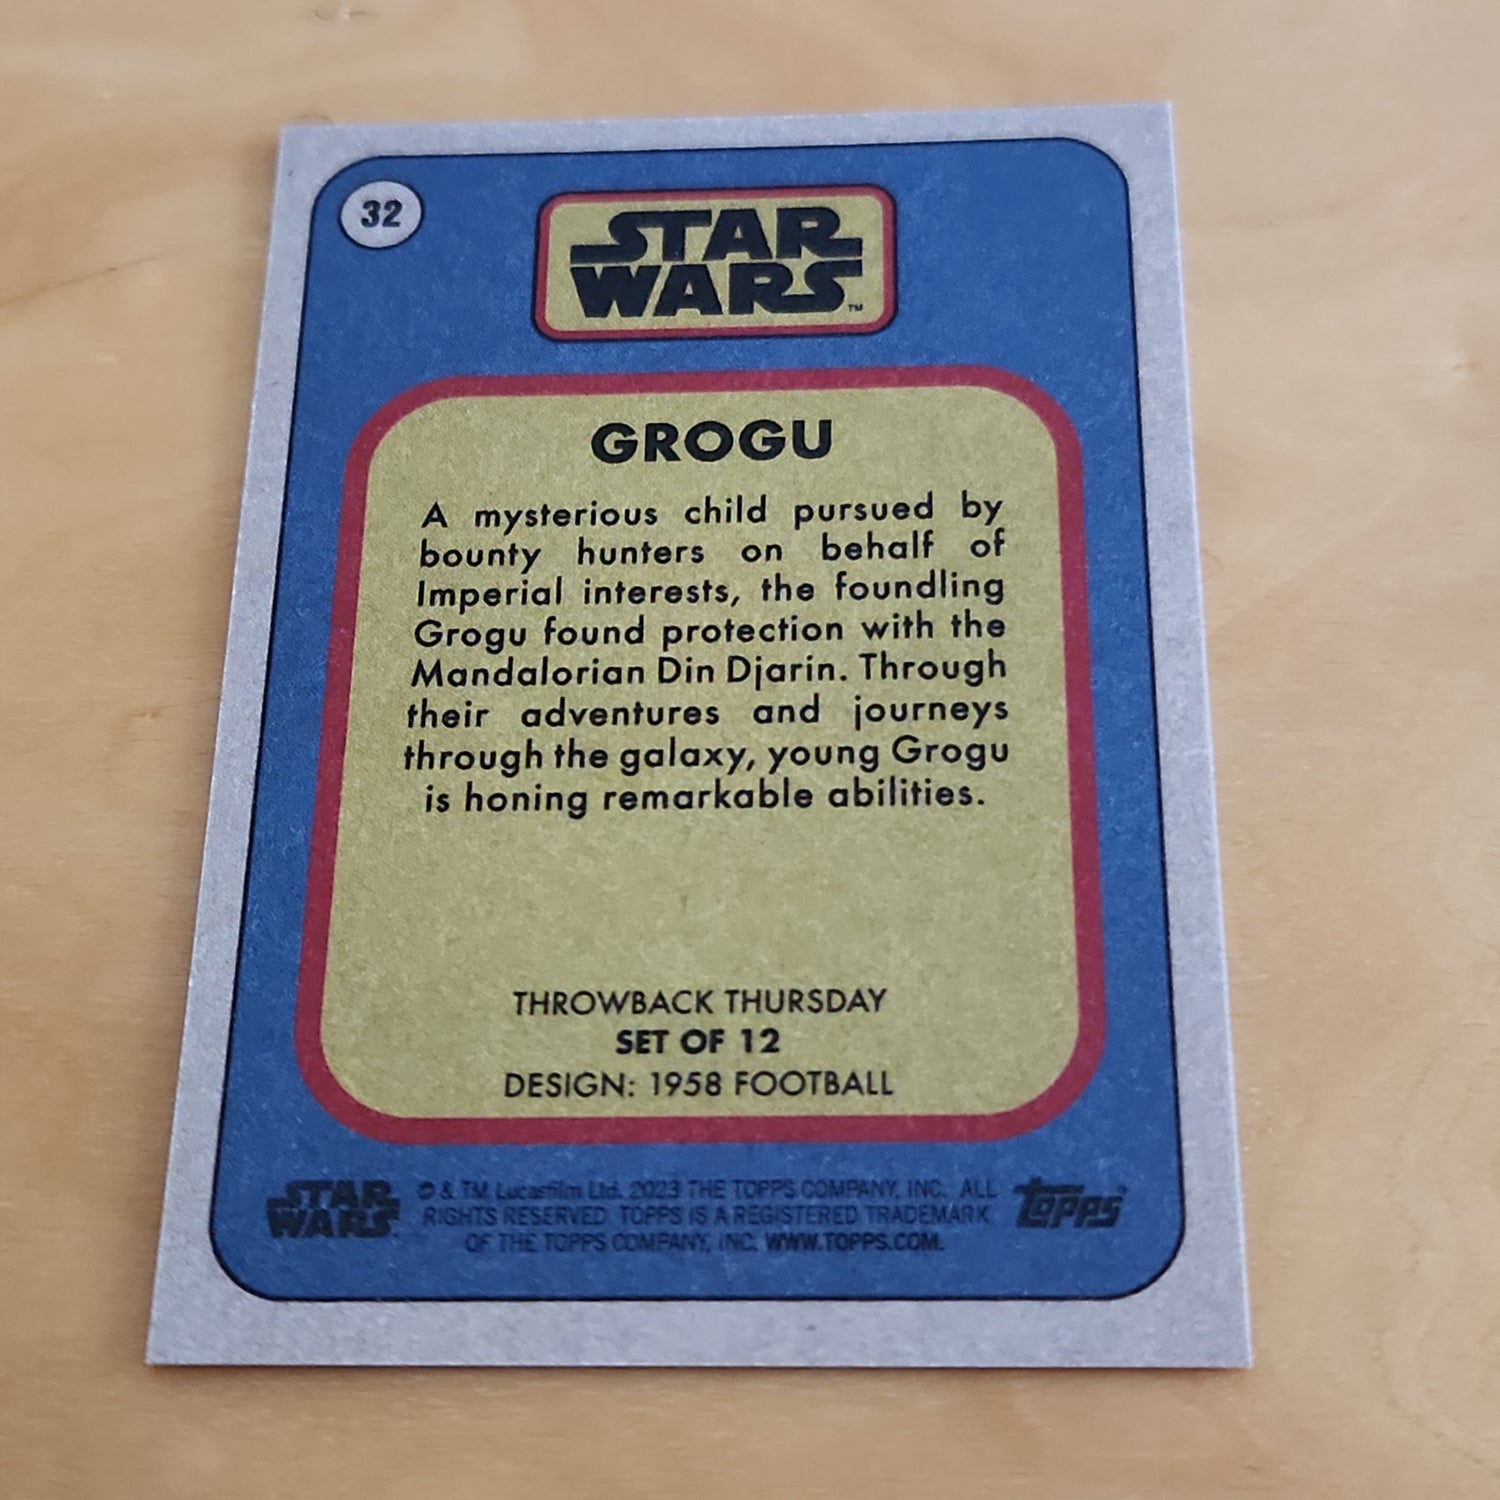 32
STAR
WARS™
GROGU
A mysterious child pursued by
bounty hunters on behalf of
Imperial interests, the foundling
Grogu found protection with the
Mandalorian Din Djarin. Through
their adventures and journeys
through the galaxy, young Grogu
is honing remarkable abilities.
THROWBACK THURSDAY
SET OF 12
DESIGN: 1958 FOOTBALL
STAR
WARS
© & TM Lucasfilm Ltd. 2023 THE TOPPS COMPANY, INC. ALL
RIGHTS RESERVED TOPPS IS A REGISTERED TRADEMARK
OF THE TOPPS COMPANY, INC. WWW.TOPPS.COM.
topps